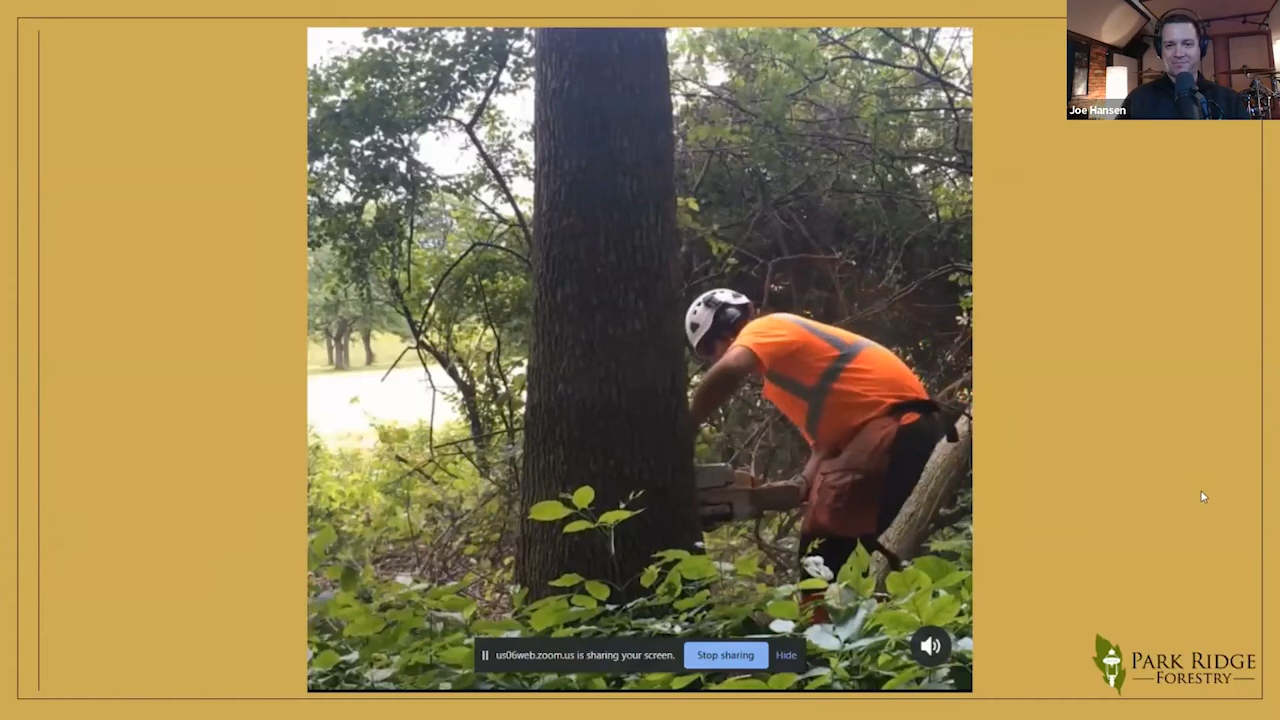 Joe Hansen
us06web.zoom.us is sharing your screen.
Stop sharing
Hide
PARK RIDGE
FORESTRY